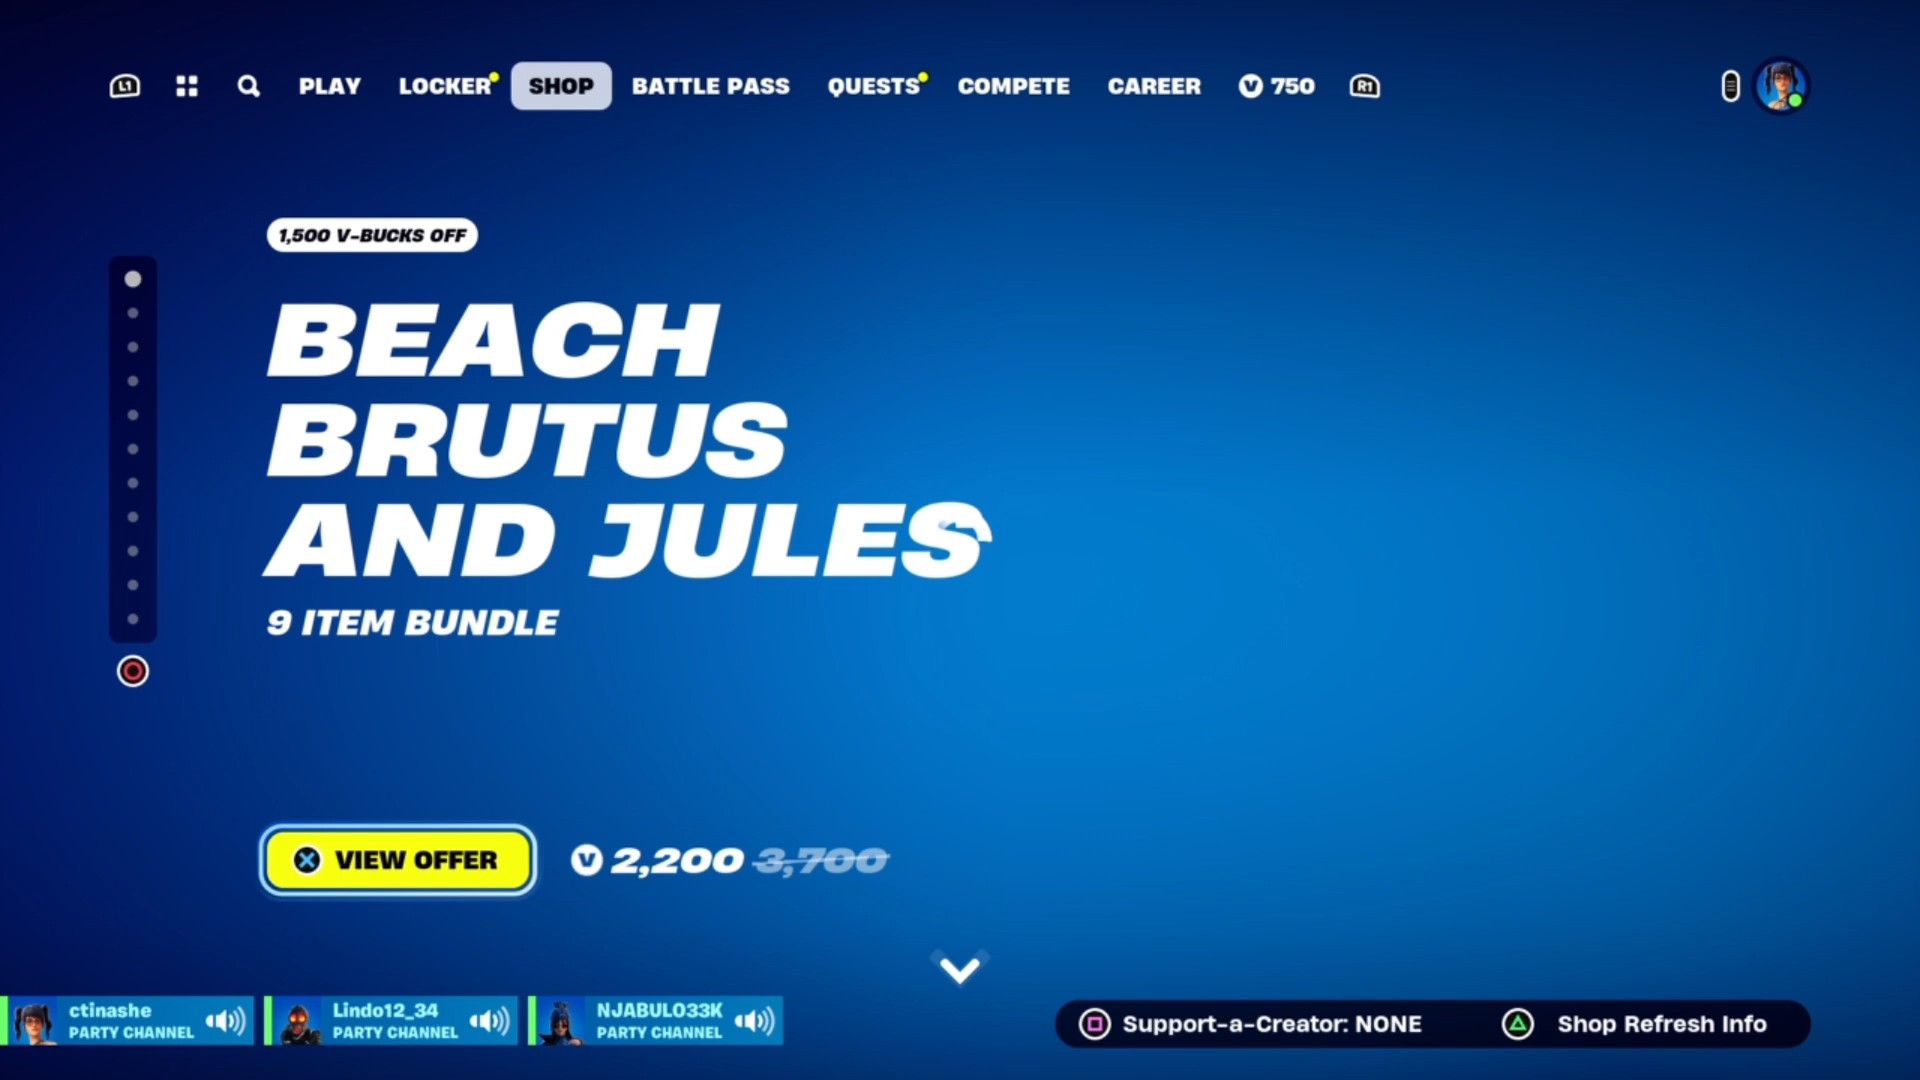 L1 PLAY LOCKER SHOP BATTLE PASS QUESTS COMPETE CAREER V 750 R1
1,500 V-BUCKS OFF
BEACH
BRUTUS
AND JULES
9 ITEM BUNDLE
VIEW OFFER V 2,200 3,700
ctinashe
PARTY CHANNEL
Lindo12_34
PARTY CHANNEL
NJABULO33K
PARTY CHANNEL
Support-a-Creator: NONE Shop Refresh Info